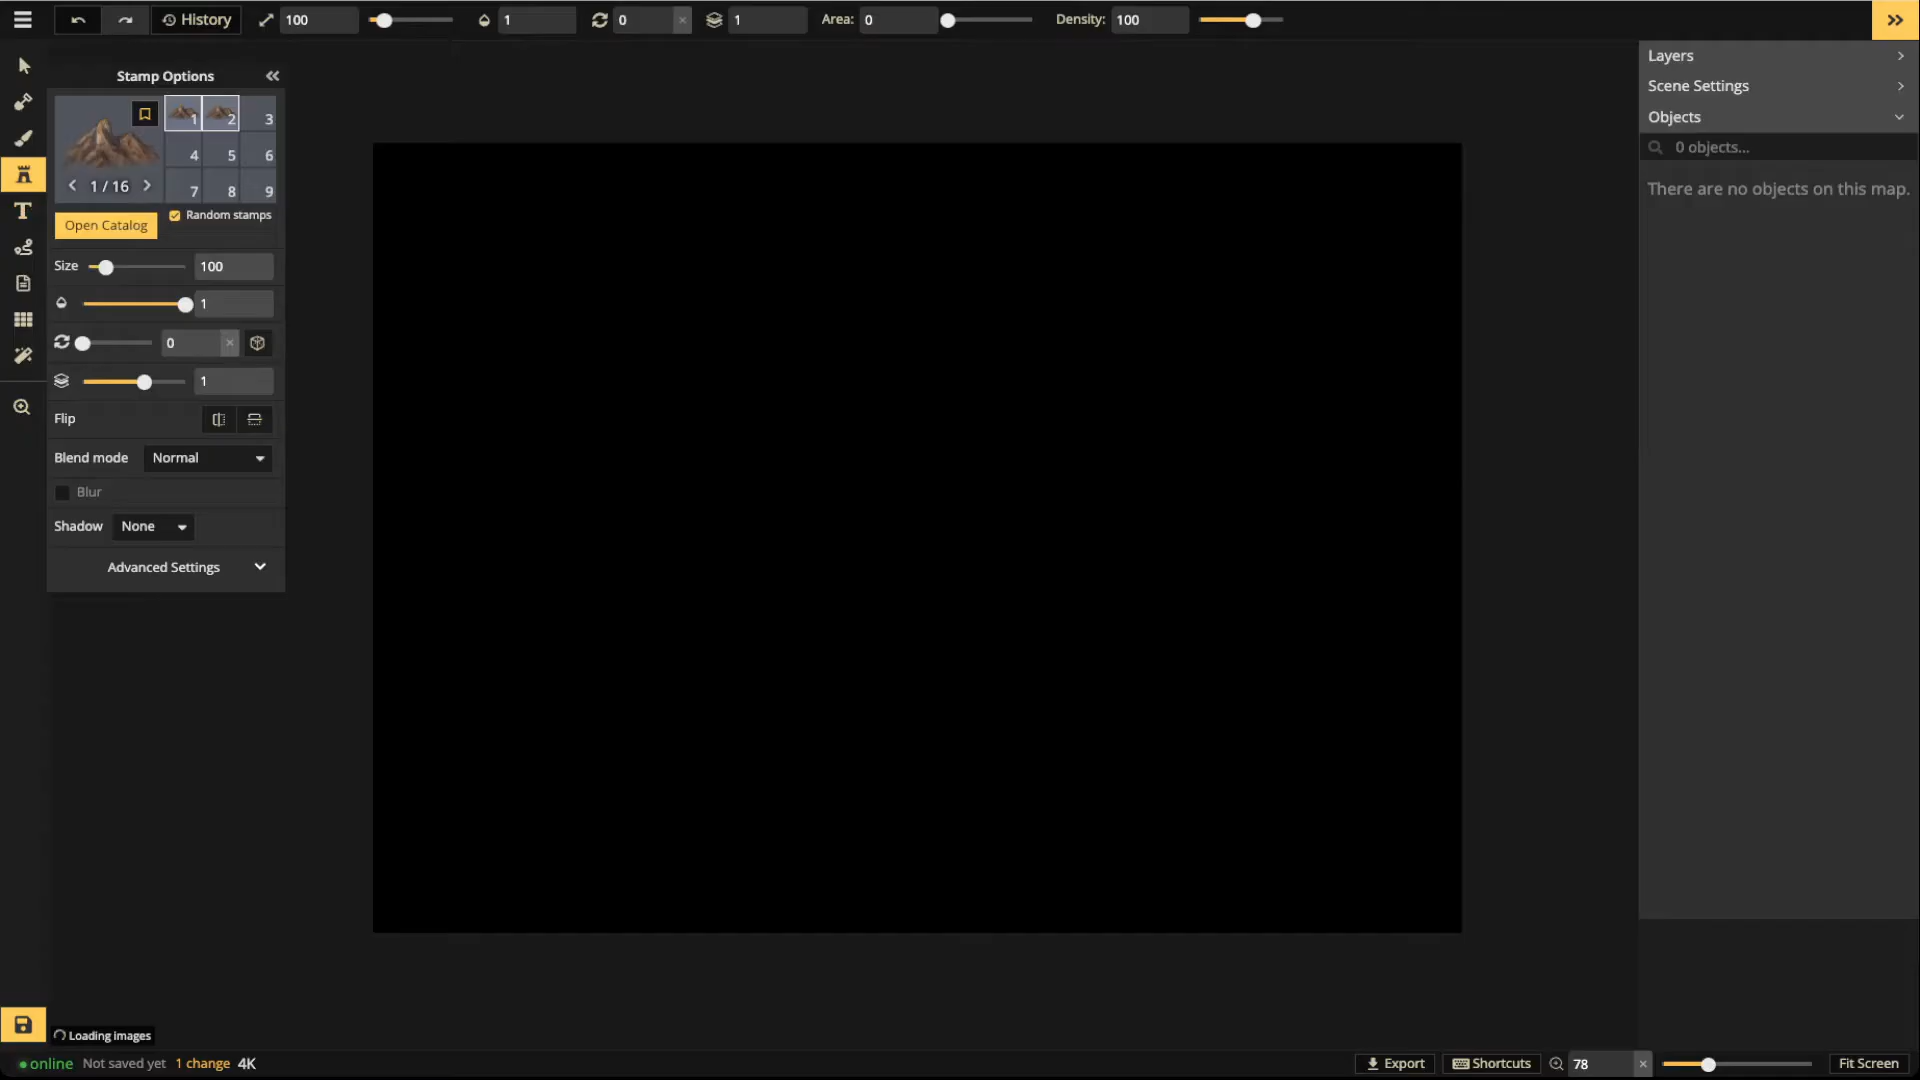 History
100
1
0
×
1
Area: 0
Density: 100
Stamp Options
1 2 3
4 5 6
7 8 9
1 / 16
Open Catalog
Random stamps
Size 100
1
0 ×
1
Flip
Blend mode Normal
Blur
Shadow None
Advanced Settings
T
Layers
Scene Settings
Objects
0 objects...
There are no objects on this map.
Loading images
online Not saved yet 1 change 4K
Export
Shortcuts
78 ×
Fit Screen